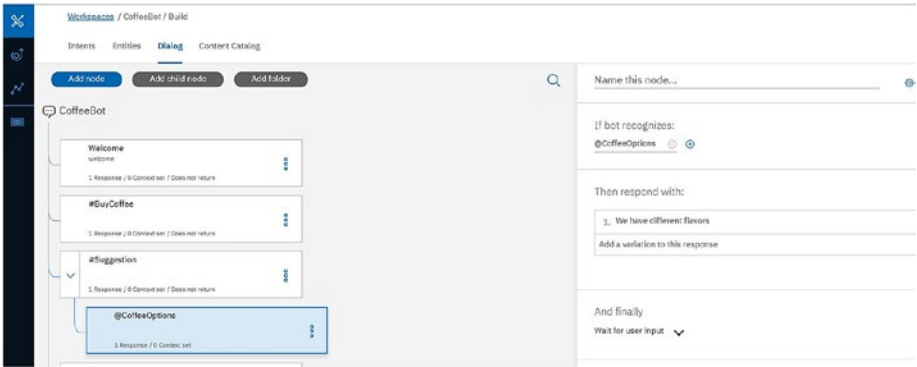 Workspaces / CoffeeBot / Build
Intents Entities Dialog Content Catalog
Add node Add child node Add folder
CoffeeBot
Welcome
welcome
1 Response / 0 Context set / Does not return
#BuyCoffee
1 Response / 0 Context set / Does not return
#Suggestion
1 Response / 0 Context set / Does not return
@CoffeeOptions
1 Response / 0 Context set
Name this node...
If bot recognizes:
@CoffeeOptions
Then respond with:
1. We have different flavors
Add a variation to this response
And finally
Wait for user input